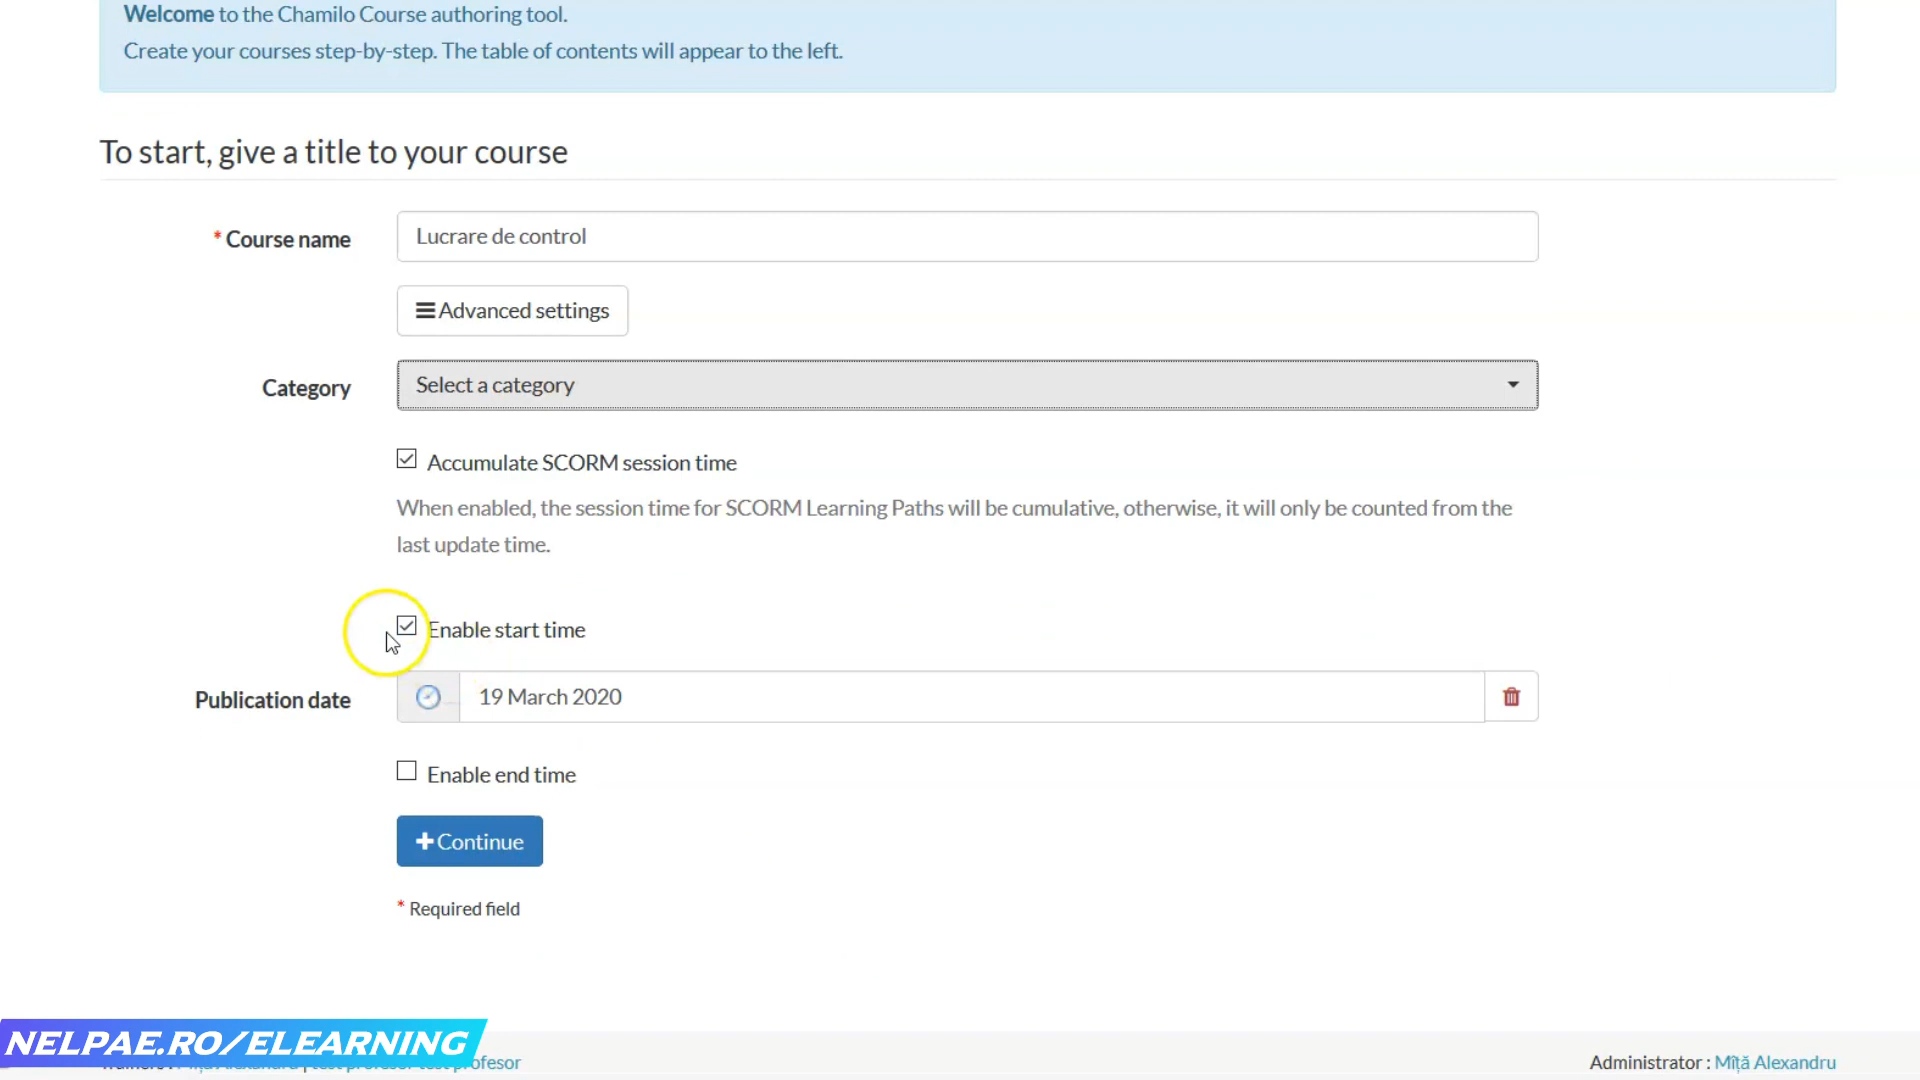 Welcome to the Chamilo Course authoring tool.
Create your courses step-by-step. The table of contents will appear to the left.
To start, give a title to your course
* Course name
Lucrare de control
Advanced settings
Category
Select a category
Accumulate SCORM session time
When enabled, the session time for SCORM Learning Paths will be cumulative, otherwise, it will only be counted from the
last update time.
Enable start time
Publication date
19 March 2020
Enable end time
Continue
* Required field
NELPAE.RO/ELEARNING
Administrator : Mîță Alexandru